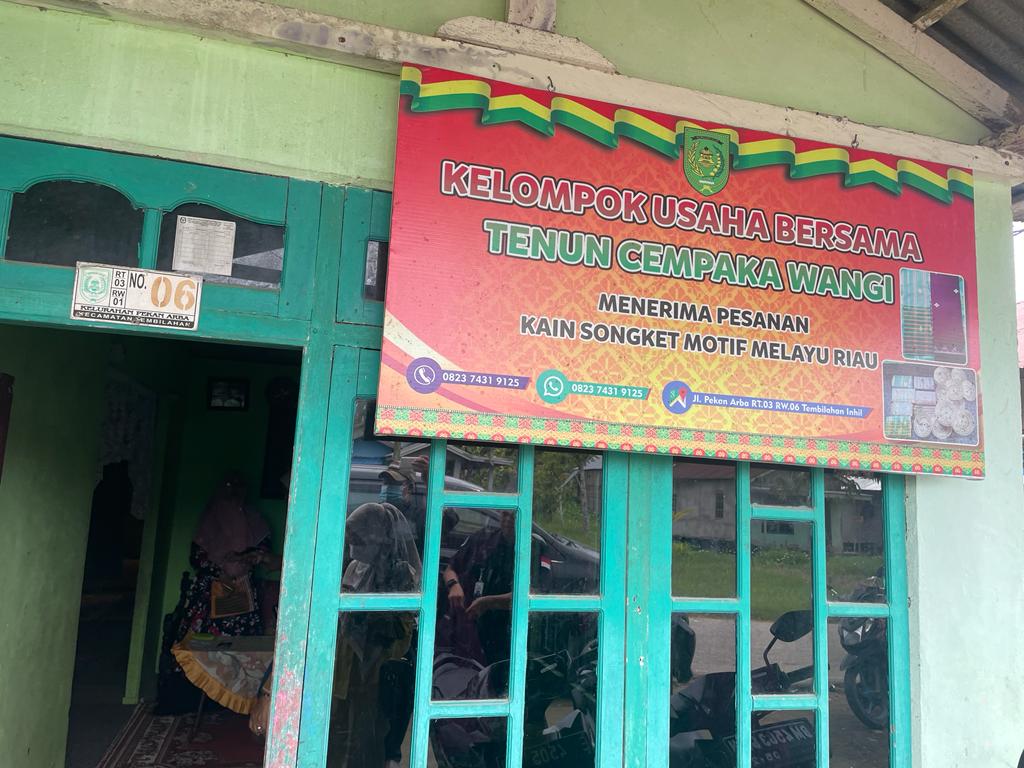 KELOMPOK USAHA BERSAMA
TENUN CEMPAKA WANGI
MENERIMA PESANAN
KAIN SONGKET MOTIF MELAYU RIAU
0823 7431 9125
0823 7431 9125
Jl. Pekan Arba RT.03 RW.06 Tembilahan Inhil
RT 03
RW 01
NO. 06
KELURAHAN PEKAN ARBA
KECAMATAN TEMBILAHAN